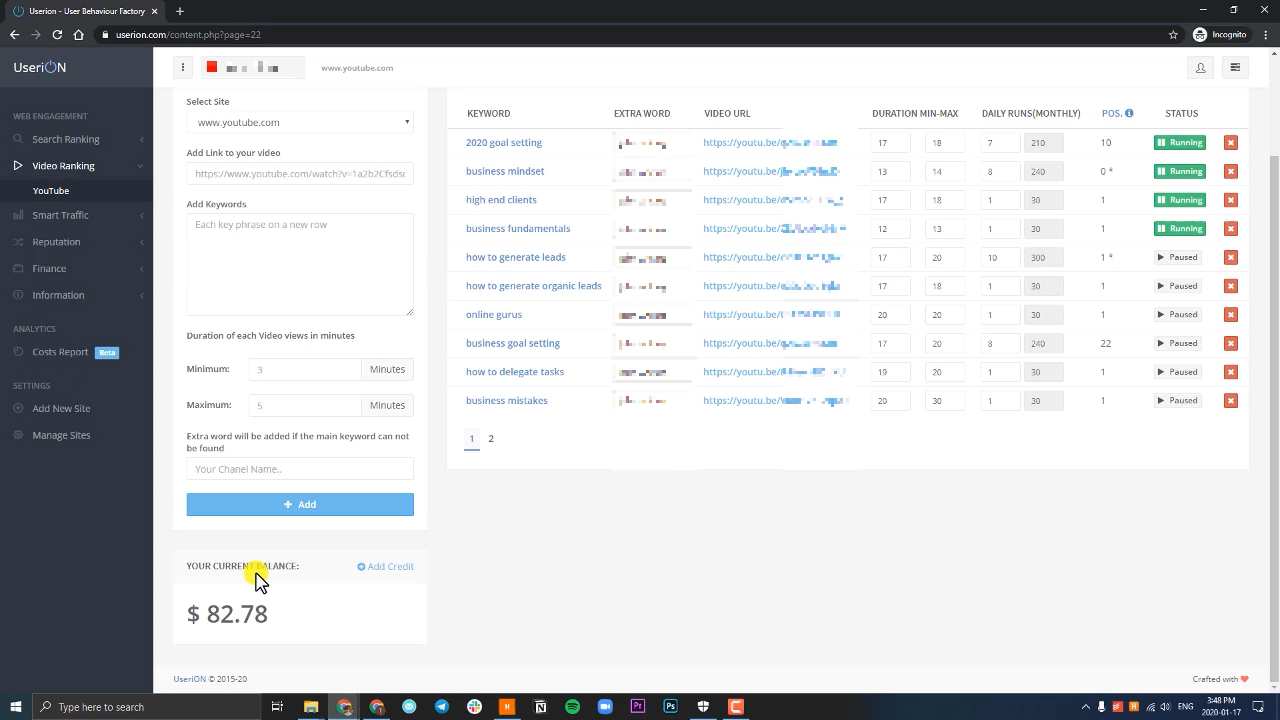 Userion - User Behaviour Factory
Incognito
userion.com/content.php?page=22
UseriON
www.youtube.com
WEB ENGAGEMENT
Search Ranking
Video Ranking
YouTube
Smart Traffic
Reputation
Finance
Information
ANALYTICS
Costs Report Beta
SETTINGS
Add New Site
Manage Sites
Select Site
www.youtube.com
Add Link to your video
https://www.youtube.com/watch?v=1a2b2Cfsdsc
Add Keywords
Each key phrase on a new row
Duration of each Video views in minutes
Minimum: 3 Minutes
Maximum: 5 Minutes
Extra word will be added if the main keyword can not
be found
Your Chanel Name..
+ Add
YOUR CURRENT BALANCE: Add Credit
$ 82.78
KEYWORD EXTRA WORD VIDEO URL DURATION MIN-MAX DAILY RUNS(MONTHLY) POS. STATUS
2020 goal setting https://youtu.be/ 17 18 7 210 10 Running
business mindset https://youtu.be/ 13 14 8 240 0 * Running
high end clients https://youtu.be/ 17 18 1 30 1 Running
business fundamentals https://youtu.be/ 12 13 1 30 1 Running
how to generate leads https://youtu.be/ 17 20 10 300 1 * Paused
how to generate organic leads https://youtu.be/ 17 18 1 30 1 Paused
online gurus https://youtu.be/ 20 20 1 30 1 Paused
business goal setting https://youtu.be/ 17 20 8 240 22 Paused
how to delegate tasks https://youtu.be/ 19 20 1 30 1 Paused
business mistakes https://youtu.be/ 20 30 1 30 1 Paused
1 2
UseriON © 2015-20
Crafted with
Type here to search
ENG
3:48 PM
2020-01-17